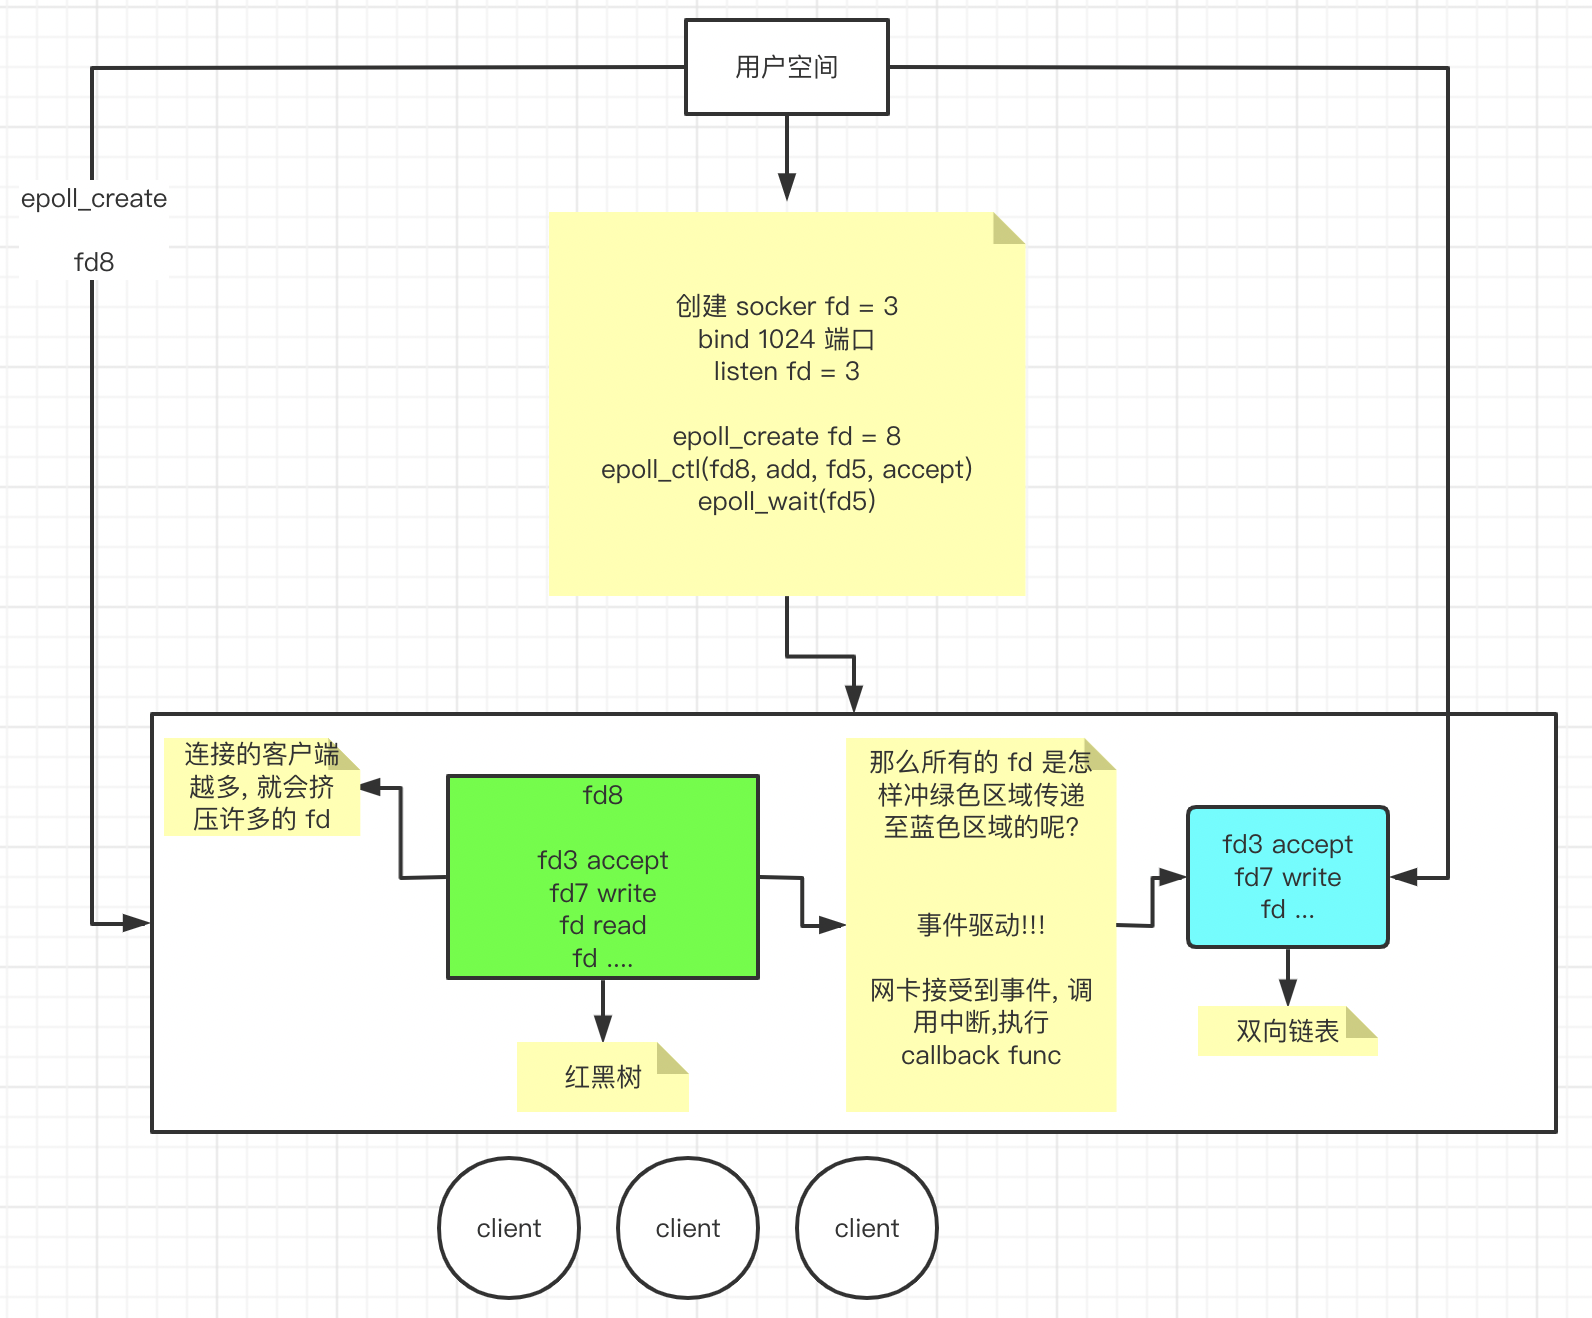 用户空间
epoll_create
fd8
创建 socker fd = 3
bind 1024 端口
listen fd = 3
epoll_create fd = 8
epoll_ctl(fd8, add, fd5, accept)
epoll_wait(fd5)
连接的客户端
越多, 就会挤
压许多的 fd
fd8
fd3 accept
fd7 write
fd read
fd ....
红黑树
那么所有的 fd 是怎
样冲绿色区域传递
至蓝色区域的呢?
事件驱动!!!
网卡接受到事件, 调
用中断,执行
callback func
fd3 accept
fd7 write
fd ...
双向链表
client
client
client